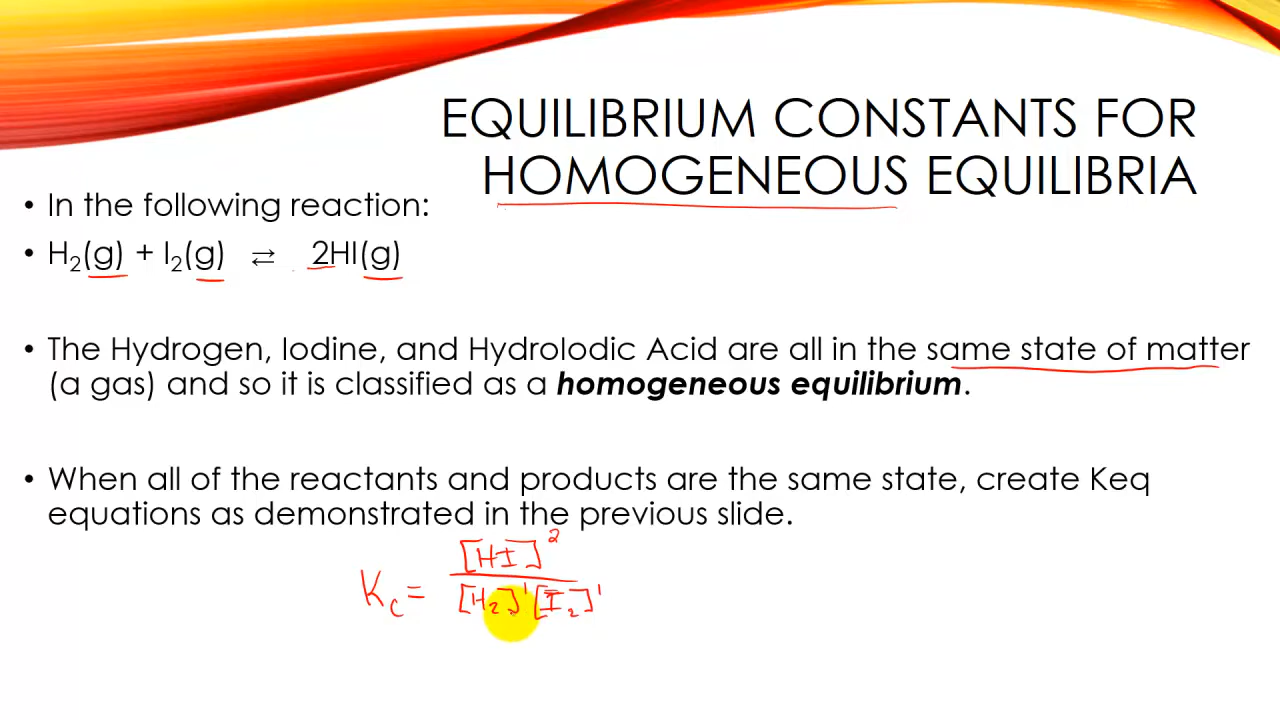 EQUILIBRIUM CONSTANTS FOR
HOMOGENEOUS EQUILIBRIA
• In the following reaction:
• H₂(g) + I₂(g) ⇄ 2HI(g)
• The Hydrogen, Iodine, and HydroIodic Acid are all in the same state of matter
(a gas) and so it is classified as a homogeneous equilibrium.
• When all of the reactants and products are the same state, create Keq
equations as demonstrated in the previous slide.
[HI]²
K_c =
[H₂]¹[I₂]¹